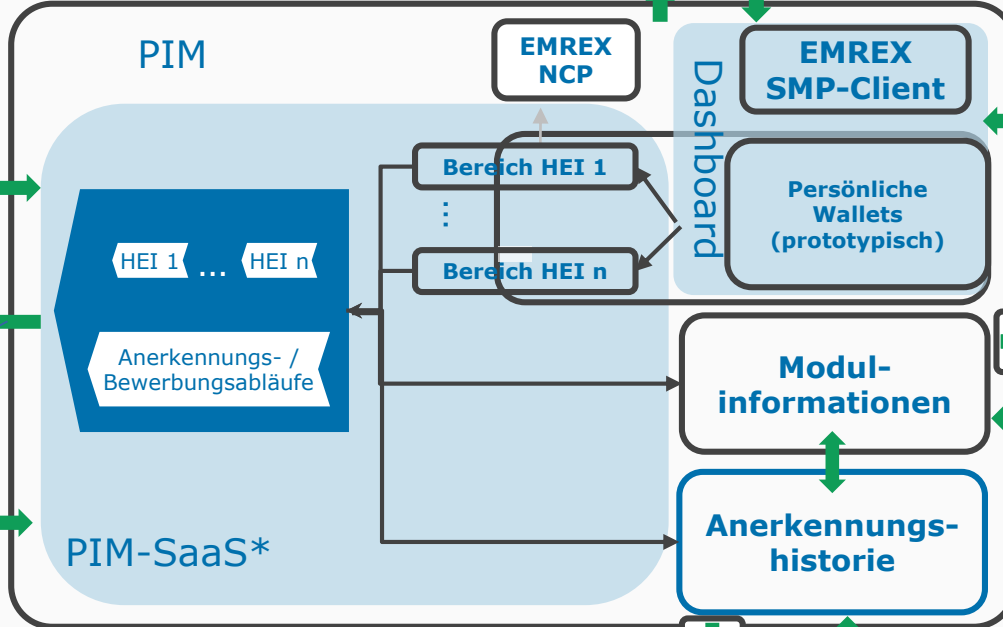 PIM
EMREX
NCP
EMREX
SMP-Client
Dashboard
Bereich HEI 1
...
Bereich HEI n
Persönliche
Wallets
(prototypisch)
HEI 1 ... HEI n
Anerkennungs- /
Bewerbungsabläufe
Modul-
informationen
Anerkennungs-
historie
PIM-SaaS*